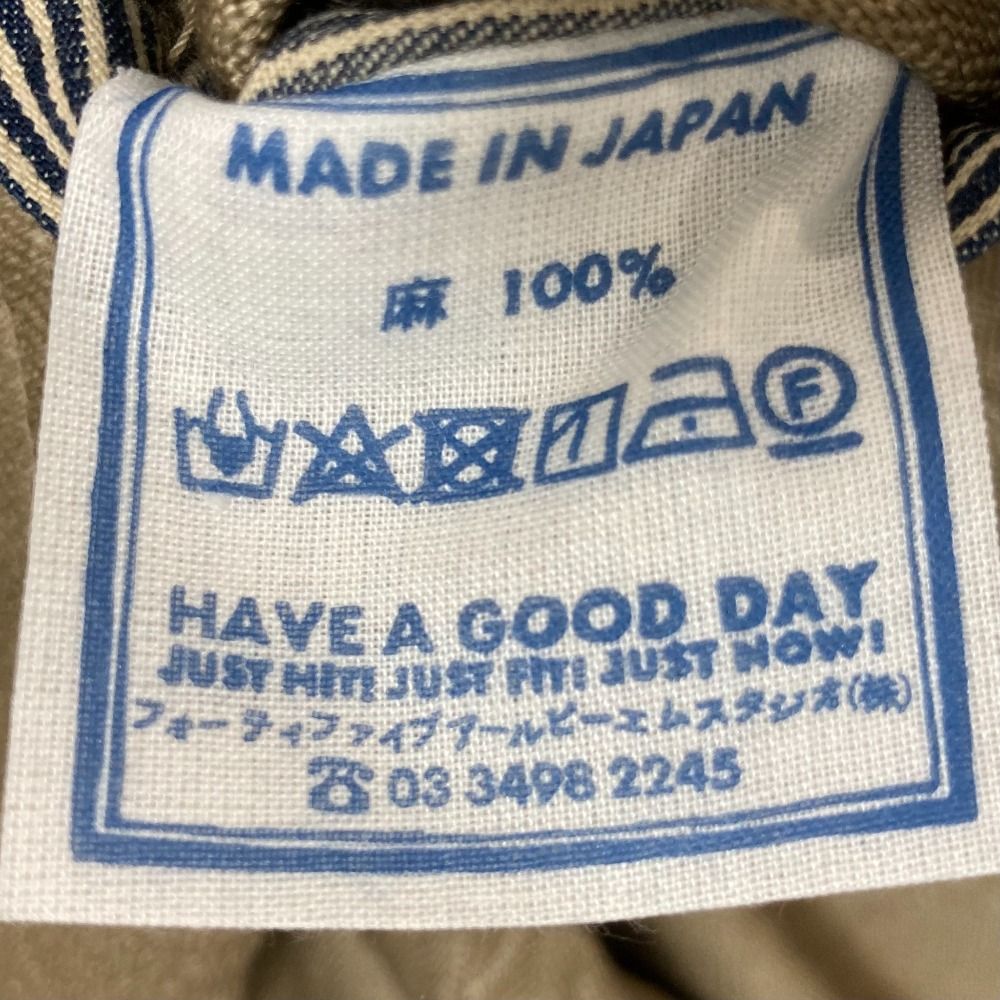 MADE IN JAPAN
麻 100%
F
HAVE A GOOD DAY
JUST HIT! JUST FIT! JUST NOW!
フォーティファイブアールピーエムスタジオ(株)
☎ 03 3498 2245